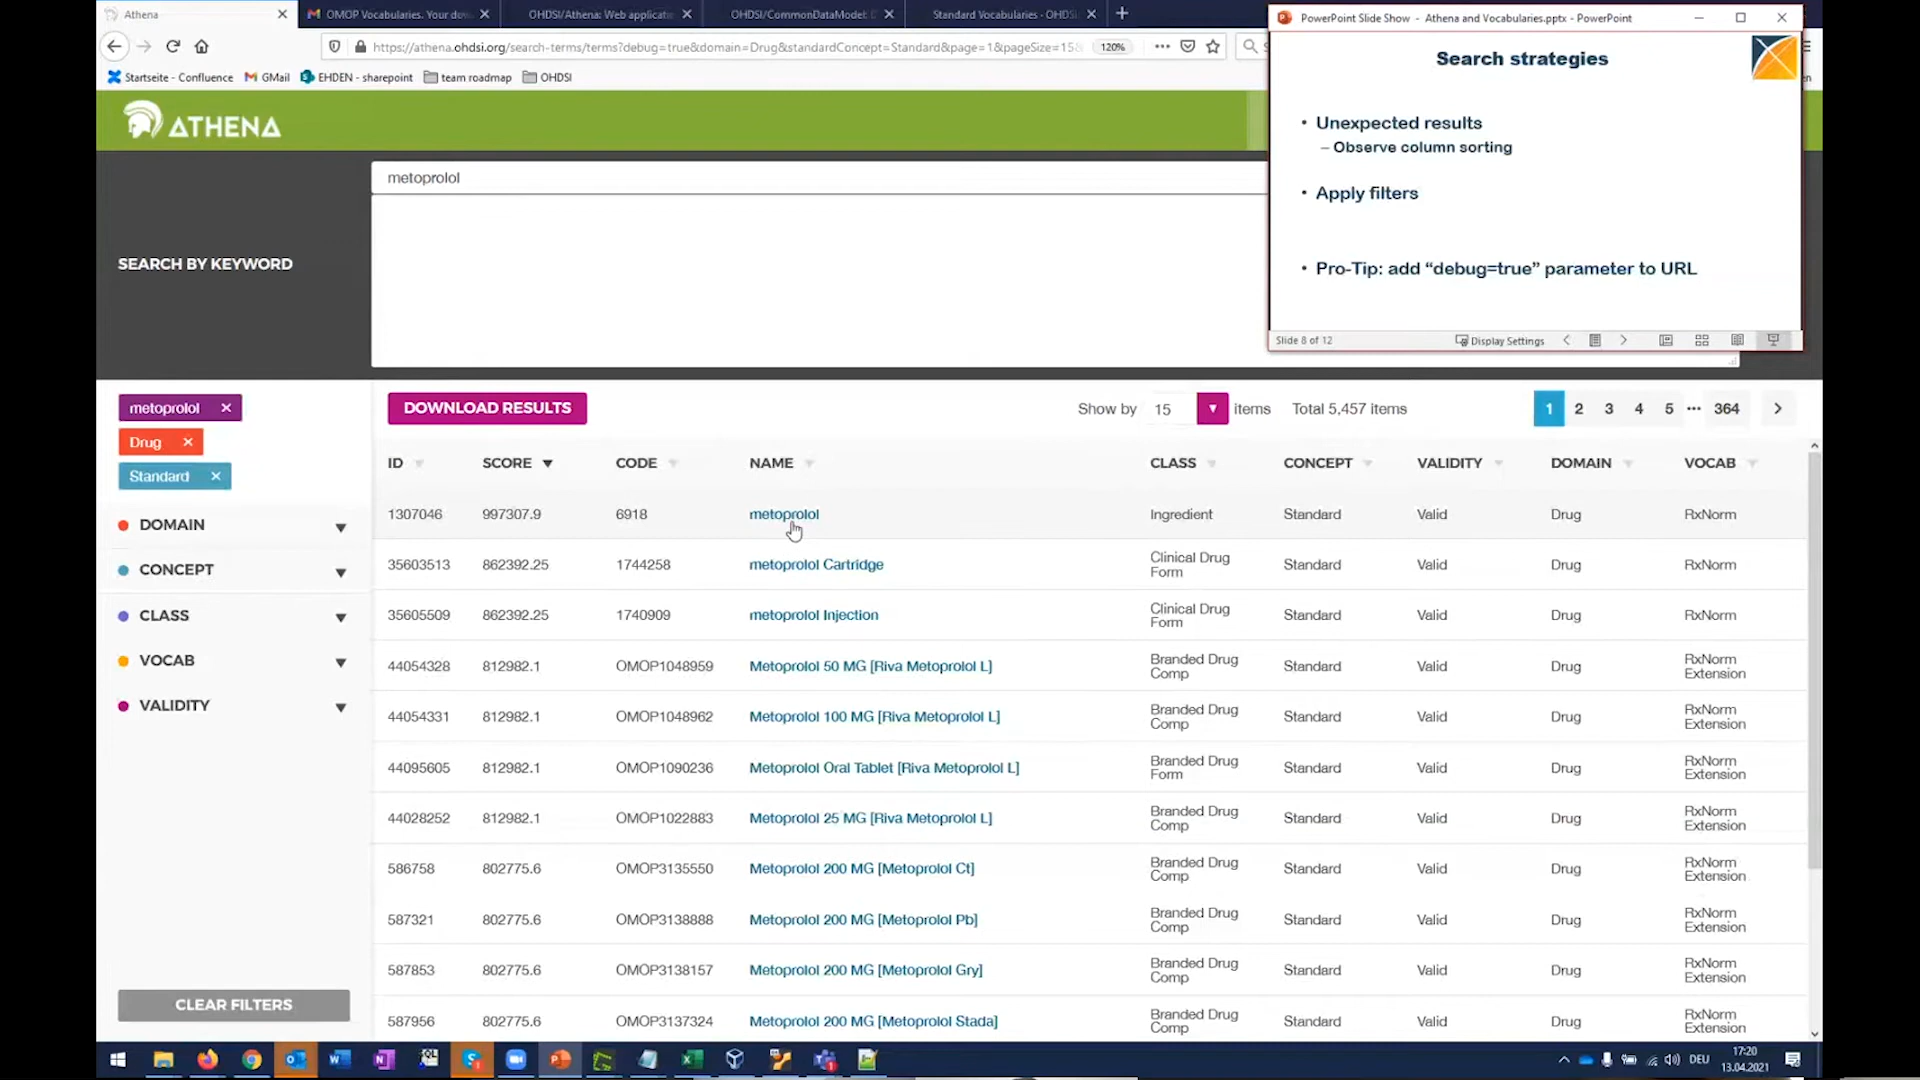 Athena
OMOP Vocabularies. Your dow
OHDSI/Athena: Web applicatio
OHDSI/CommonDataModel: D
Standard Vocabularies - OHDSI
https://athena.ohdsi.org/search-terms/terms?debug=true&domain=Drug&standardConcept=Standard&page=1&pageSize=15&
120%
Startseite - Confluence
GMail
EHDEN - sharepoint
team roadmap
OHDSI
PowerPoint Slide Show - Athena and Vocabularies.pptx - PowerPoint
Search strategies
• Unexpected results
– Observe column sorting
• Apply filters
• Pro-Tip: add “debug=true” parameter to URL
Slide 8 of 12
Display Settings
ATHENA
metoprolol
SEARCH BY KEYWORD
metoprolol
Drug
Standard
DOMAIN
CONCEPT
CLASS
VOCAB
VALIDITY
CLEAR FILTERS
DOWNLOAD RESULTS
Show by 15 items Total 5,457 items
1 2 3 4 5 ... 364
ID SCORE CODE NAME CLASS CONCEPT VALIDITY DOMAIN VOCAB
1307046 997307.9 6918 metoprolol Ingredient Standard Valid Drug RxNorm
35603513 862392.25 1744258 metoprolol Cartridge Clinical Drug Form Standard Valid Drug RxNorm
35605509 862392.25 1740909 metoprolol Injection Clinical Drug Form Standard Valid Drug RxNorm
44054328 812982.1 OMOP1048959 Metoprolol 50 MG [Riva Metoprolol L] Branded Drug Comp Standard Valid Drug RxNorm Extension
44054331 812982.1 OMOP1048962 Metoprolol 100 MG [Riva Metoprolol L] Branded Drug Comp Standard Valid Drug RxNorm Extension
44095605 812982.1 OMOP1090236 Metoprolol Oral Tablet [Riva Metoprolol L] Branded Drug Form Standard Valid Drug RxNorm Extension
44028252 812982.1 OMOP1022883 Metoprolol 25 MG [Riva Metoprolol L] Branded Drug Comp Standard Valid Drug RxNorm Extension
586758 802775.6 OMOP3135550 Metoprolol 200 MG [Metoprolol Ct] Branded Drug Comp Standard Valid Drug RxNorm Extension
587321 802775.6 OMOP3138888 Metoprolol 200 MG [Metoprolol Pb] Branded Drug Comp Standard Valid Drug RxNorm Extension
587853 802775.6 OMOP3138157 Metoprolol 200 MG [Metoprolol Gry] Branded Drug Comp Standard Valid Drug RxNorm Extension
587956 802775.6 OMOP3137324 Metoprolol 200 MG [Metoprolol Stada] Branded Drug Comp Standard Valid Drug RxNorm Extension
DEU
17:20
13.04.2021